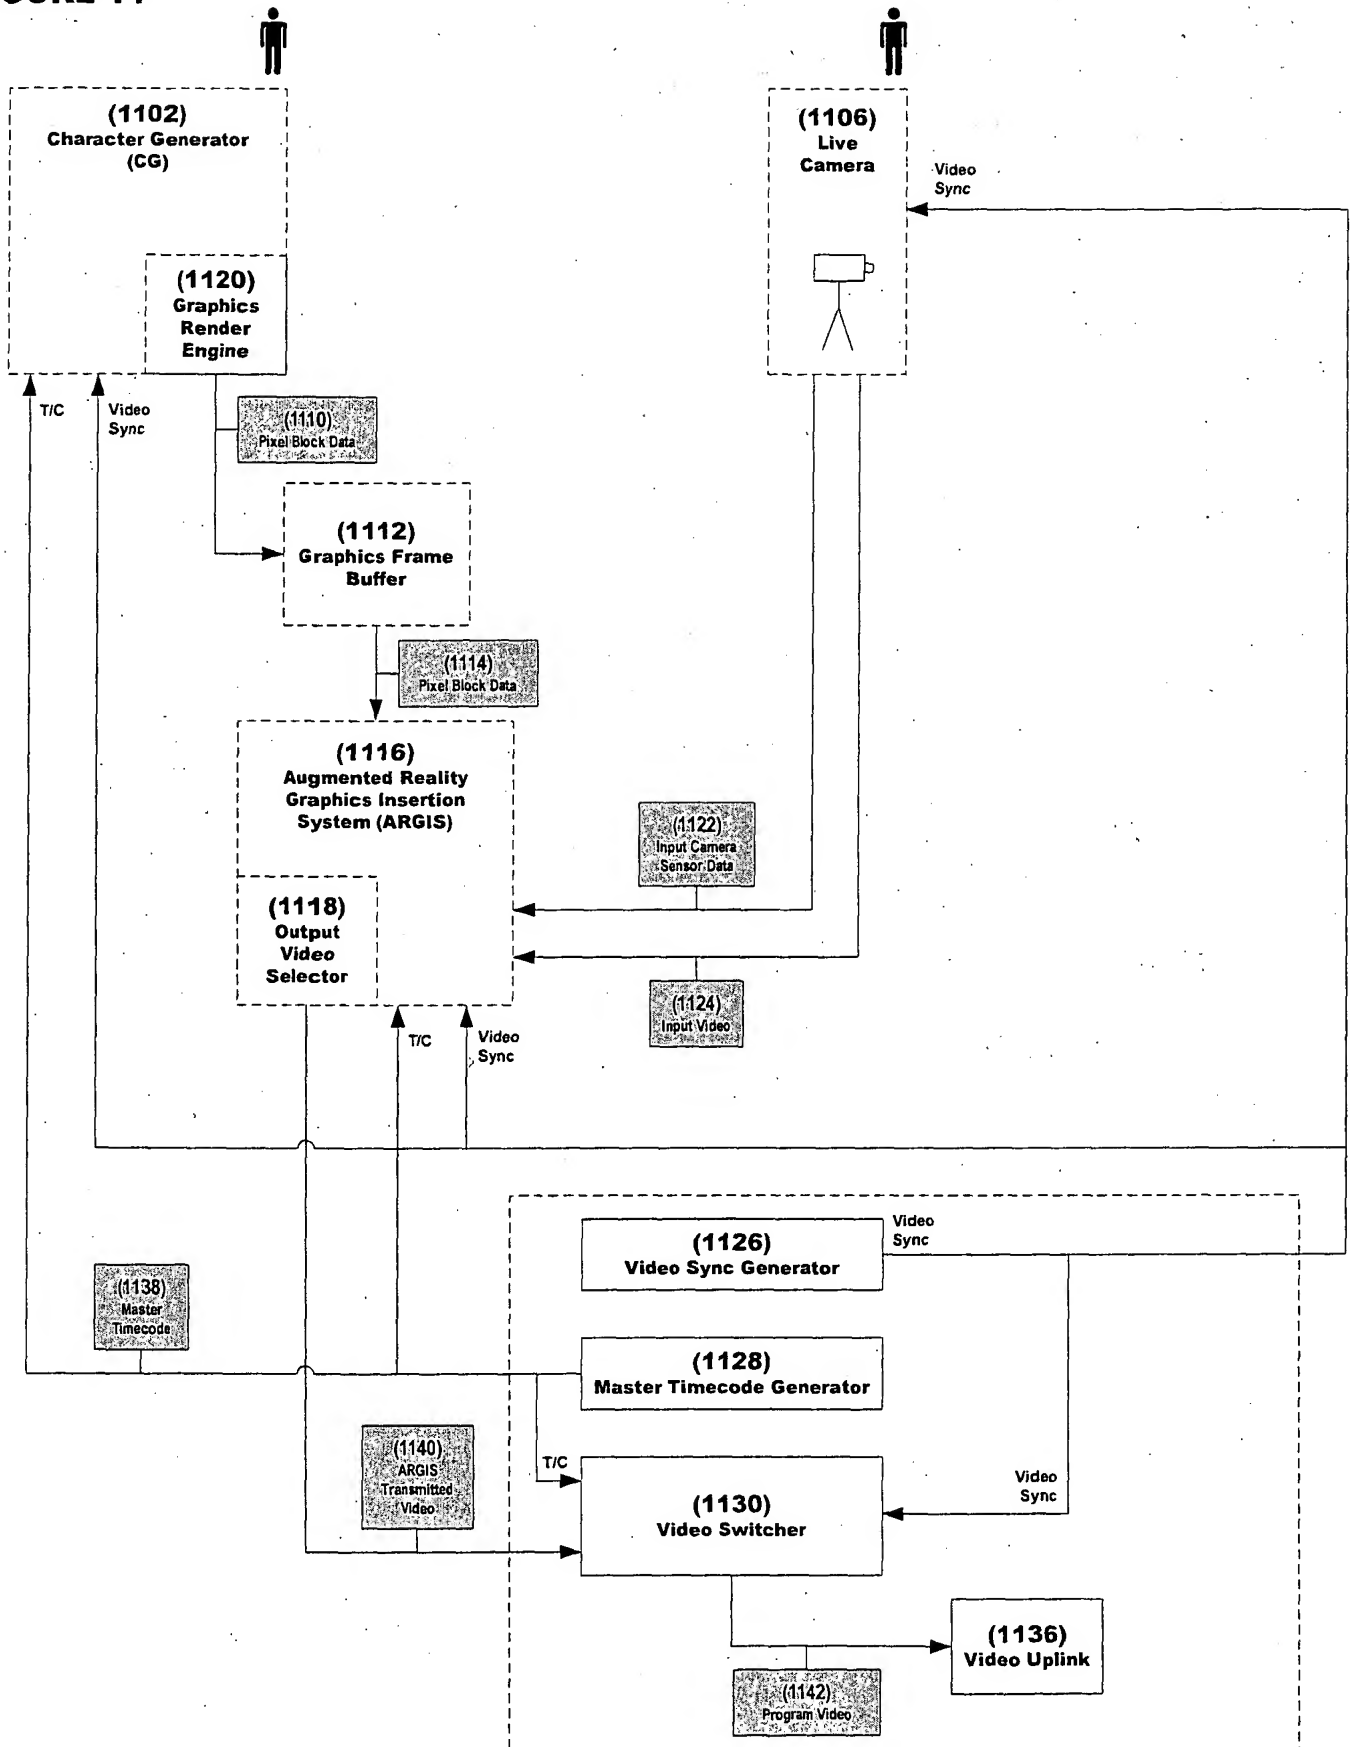 (1102)
Character Generator
(CG)
(1106)
Live
Camera
Video
Sync
(1120)
Graphics
Render
Engine
T/C
Video
Sync
(1110)
Pixel Block Data
(1112)
Graphics Frame
Buffer
(1114)
Pixel Block Data
(1116)
Augmented Reality
Graphics Insertion
System (ARGIS)
(1122)
Input Camera
Sensor Data
(1118)
Output
Video
Selector
(1124)
Input Video
T/C
Video
Sync
(1126)
Video Sync Generator
Video
Sync
(1138)
Master
Timecode
(1128)
Master Timecode Generator
(1140)
ARGIS
Transmitted
Video
T/C
(1130)
Video Switcher
Video
Sync
(1136)
Video Uplink
(1142)
Program Video